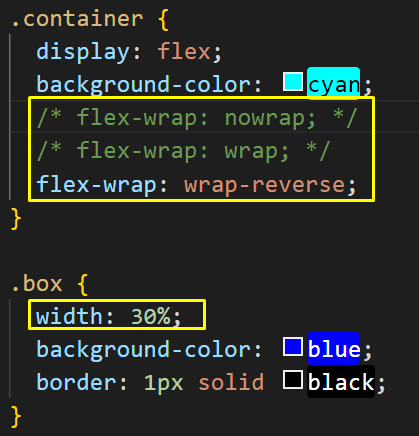 .container {
display: flex;
background-color: cyan;
/* flex-wrap: nowrap; */
/* flex-wrap: wrap; */
flex-wrap: wrap-reverse;
}
.box {
width: 30%;
background-color: blue;
border: 1px solid black;
}